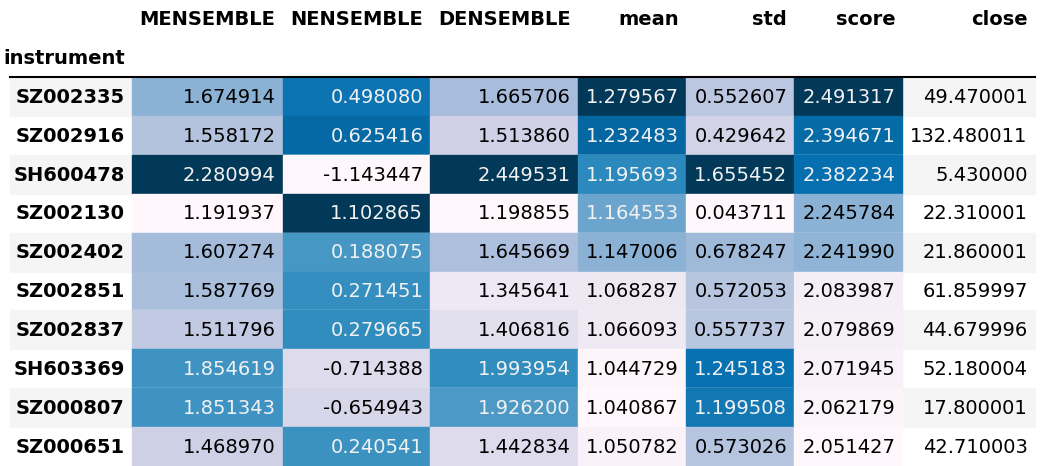 MENSEMBLE NENSEMBLE DENSEMBLE mean std score close
instrument
SZ002335 1.674914 0.498080 1.665706 1.279567 0.552607 2.491317 49.470001
SZ002916 1.558172 0.625416 1.513860 1.232483 0.429642 2.394671 132.480011
SH600478 2.280994 -1.143447 2.449531 1.195693 1.655452 2.382234 5.430000
SZ002130 1.191937 1.102865 1.198855 1.164553 0.043711 2.245784 22.310001
SZ002402 1.607274 0.188075 1.645669 1.147006 0.678247 2.241990 21.860001
SZ002851 1.587769 0.271451 1.345641 1.068287 0.572053 2.083987 61.859997
SZ002837 1.511796 0.279665 1.406816 1.066093 0.557737 2.079869 44.679996
SH603369 1.854619 -0.714388 1.993954 1.044729 1.245183 2.071945 52.180004
SZ000807 1.851343 -0.654943 1.926200 1.040867 1.199508 2.062179 17.800001
SZ000651 1.468970 0.240541 1.442834 1.050782 0.573026 2.051427 42.710003